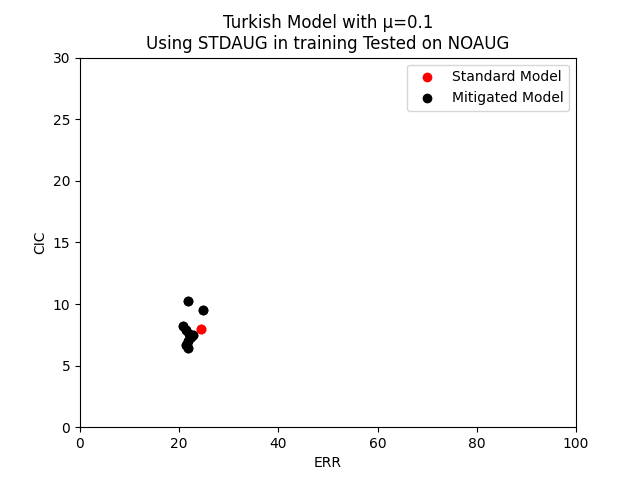 Turkish Model with μ=0.1
Using STDAUG in training Tested on NOAUG
Standard Model
Mitigated Model
CIC
30
25
20
15
10
5
0
0 20 40 60 80 100
ERR